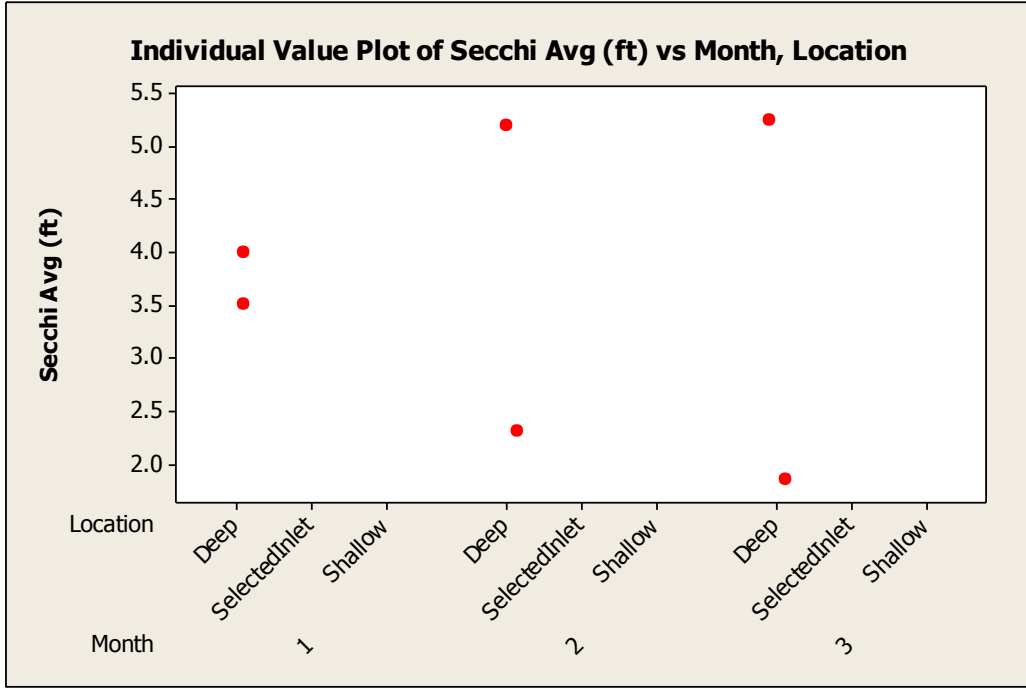 Individual Value Plot of Secchi Avg (ft) vs Month, Location
Secchi Avg (ft)
5.5
5.0
4.5
4.0
3.5
3.0
2.5
2.0
Location
Deep
SelectedInlet
Shallow
Deep
SelectedInlet
Shallow
Deep
SelectedInlet
Shallow
Month
1
2
3